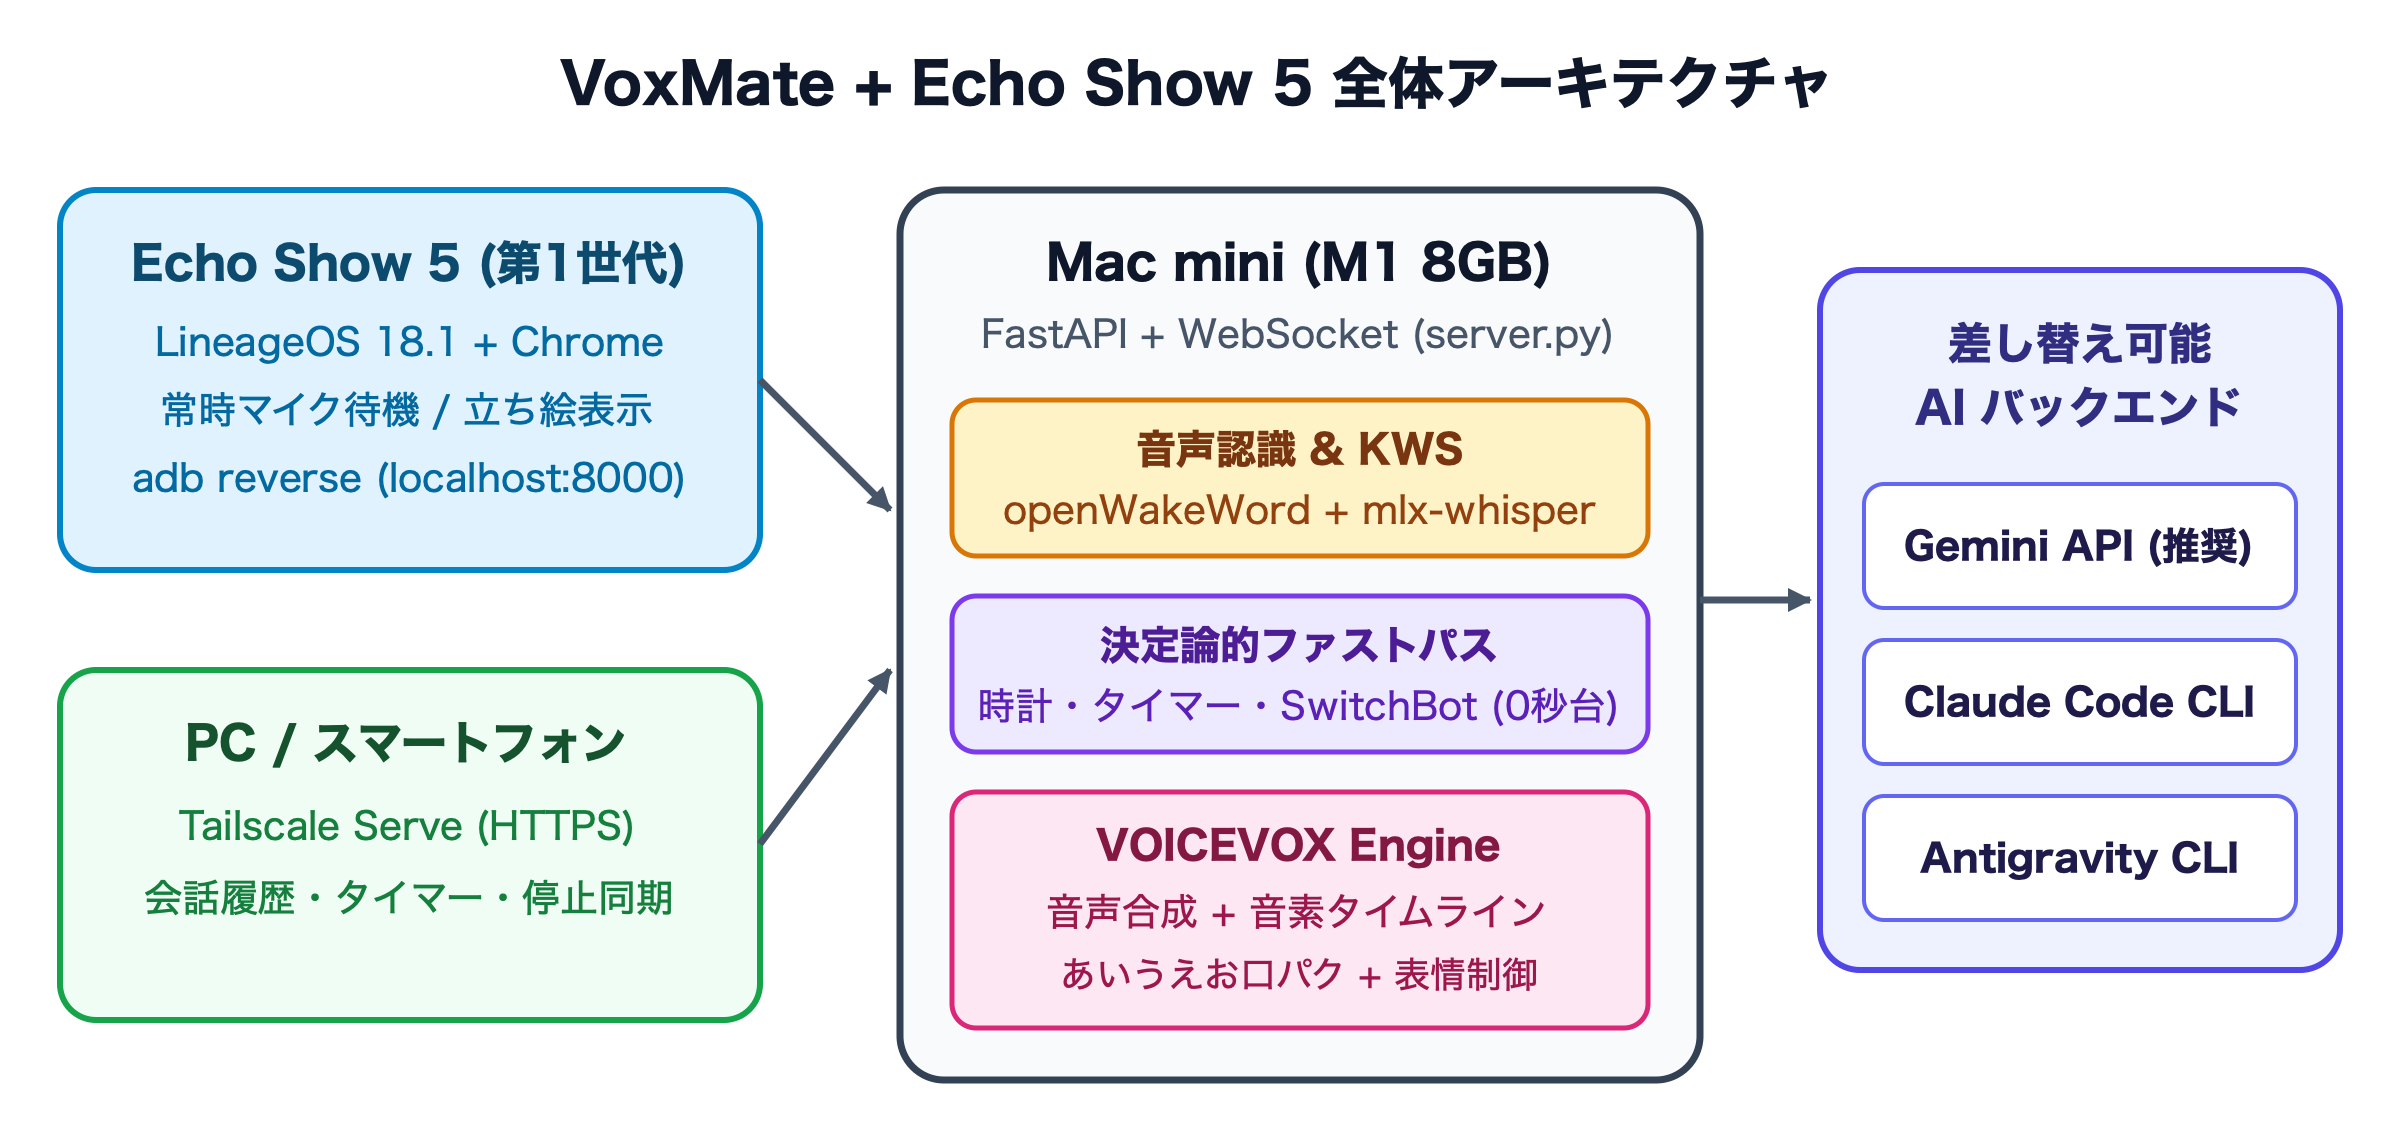 VoxMate + Echo Show 5 全体アーキテクチャ
Echo Show 5 (第1世代)
LineageOS 18.1 + Chrome
常時マイク待機 / 立ち絵表示
adb reverse (localhost:8000)
PC / スマートフォン
Tailscale Serve (HTTPS)
会話履歴・タイマー・停止同期
Mac mini (M1 8GB)
FastAPI + WebSocket (server.py)
音声認識 & KWS
openWakeWord + mlx-whisper
決定論的ファストパス
時計・タイマー・SwitchBot (0秒台)
VOICEVOX Engine
音声合成 + 音素タイムライン
あいうえお口パク + 表情制御
差し替え可能
AI バックエンド
Gemini API (推奨)
Claude Code CLI
Antigravity CLI